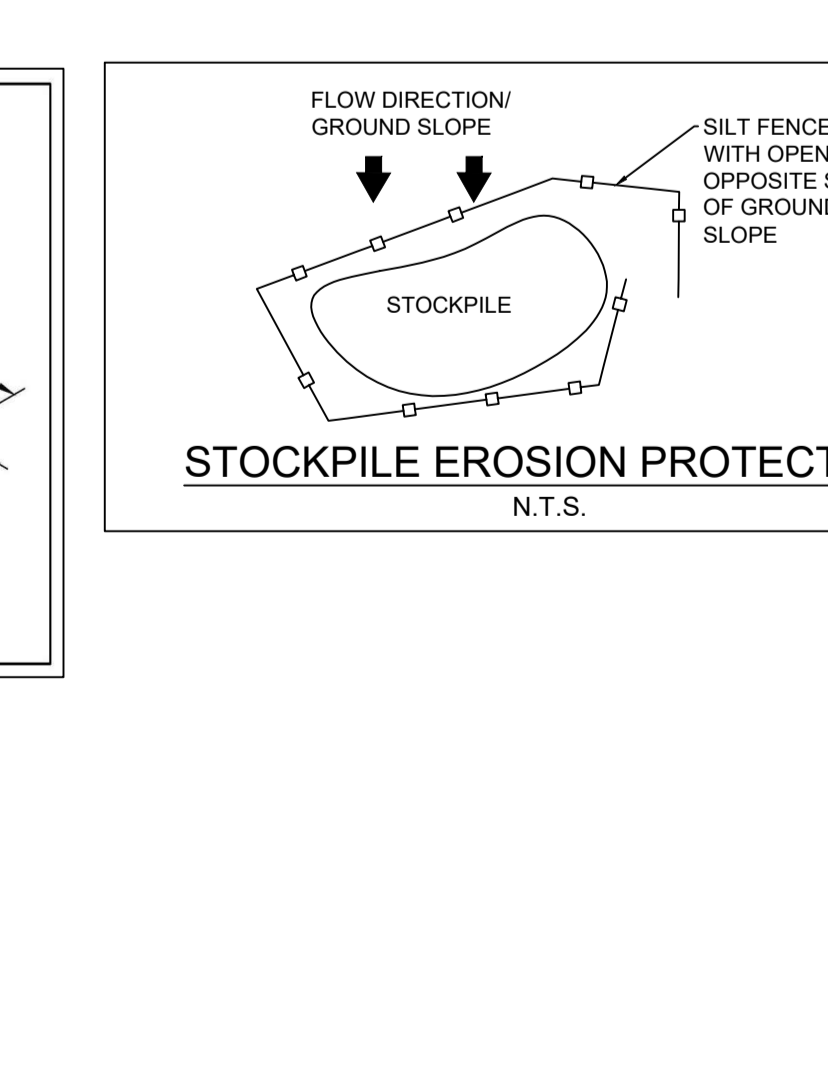 FLOW DIRECTION/
GROUND SLOPE
SILT FENCE
WITH OPEN
OPPOSITE
OF GROUND
SLOPE
STOCKPILE
STOCKPILE EROSION PROTECT
N.T.S.